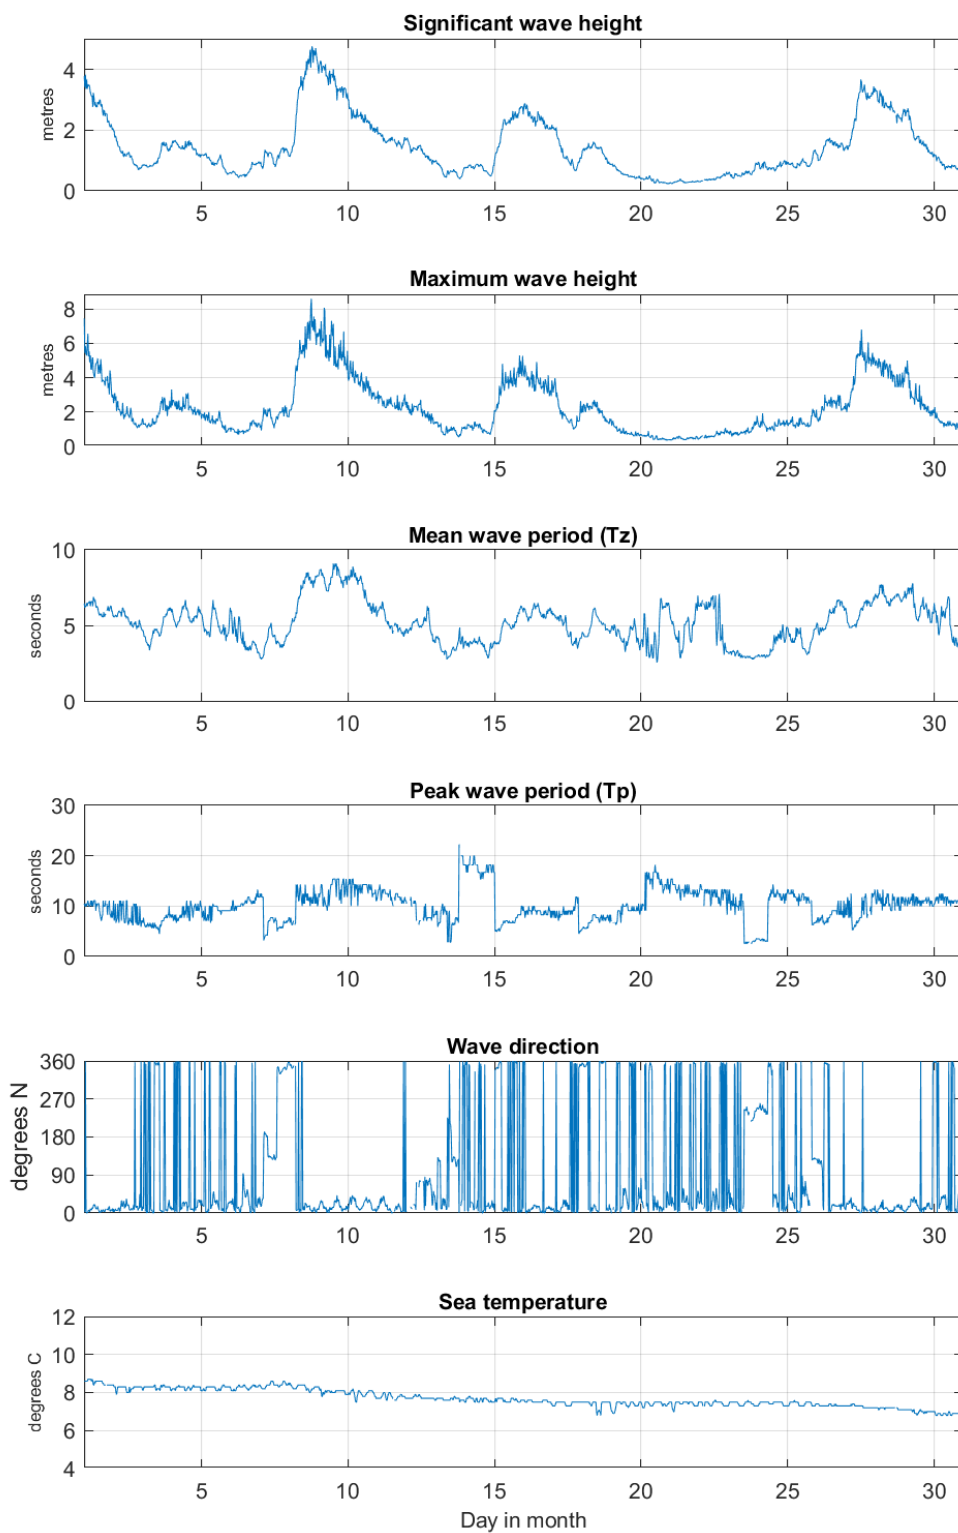 Significant wave height
metres
4
2
0
5 10 15 20 25 30
Maximum wave height
metres
8
6
4
2
0
5 10 15 20 25 30
Mean wave period (Tz)
seconds
10
5
0
5 10 15 20 25 30
Peak wave period (Tp)
seconds
30
20
10
0
5 10 15 20 25 30
Wave direction
degrees N
360
270
180
90
0
5 10 15 20 25 30
Sea temperature
degrees C
12
10
8
6
4
5 10 15 20 25 30
Day in month